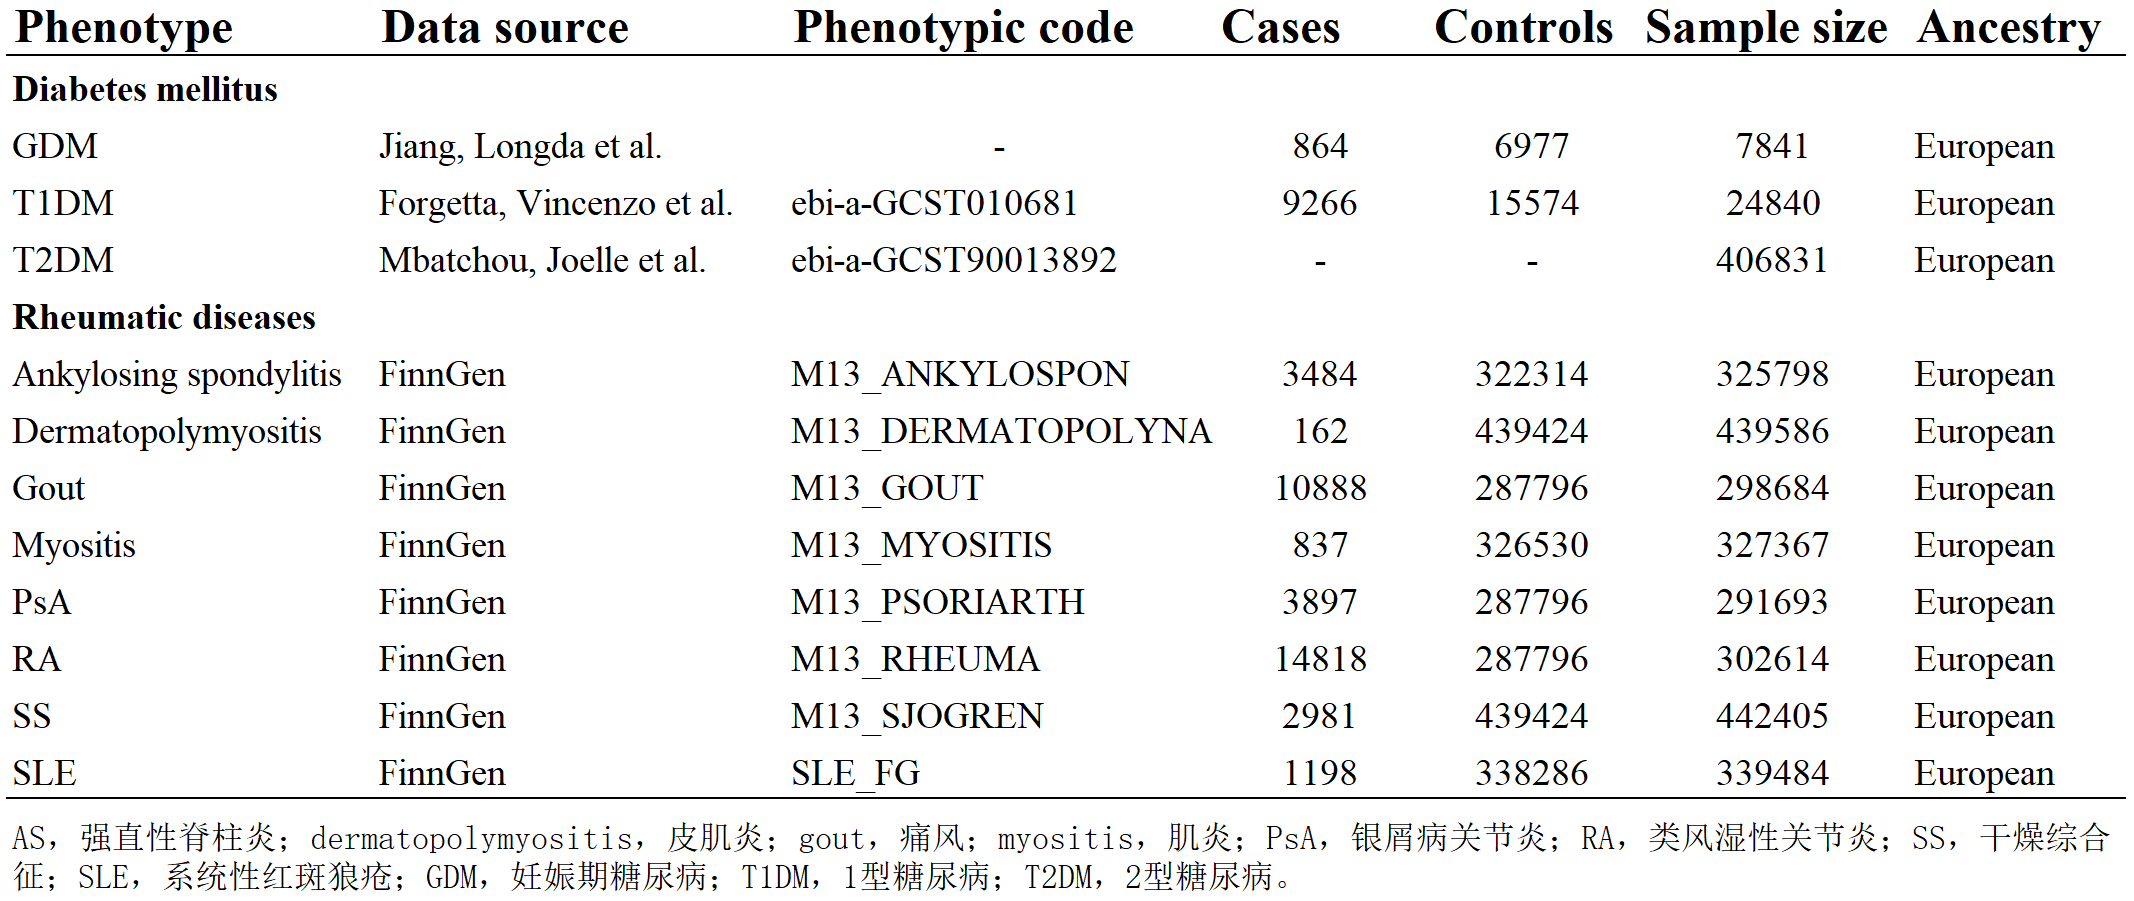 Phenotype Data source Phenotypic code Cases Controls Sample size Ancestry
Diabetes mellitus
GDM Jiang, Longda et al. - 864 6977 7841 European
T1DM Forgetta, Vincenzo et al. ebi-a-GCST010681 9266 15574 24840 European
T2DM Mbatchou, Joelle et al. ebi-a-GCST90013892 - - 406831 European
Rheumatic diseases
Ankylosing spondylitis FinnGen M13_ANKYLOSPON 3484 322314 325798 European
Dermatopolymyositis FinnGen M13_DERMATOPOLYNA 162 439424 439586 European
Gout FinnGen M13_GOUT 10888 287796 298684 European
Myositis FinnGen M13_MYOSITIS 837 326530 327367 European
PsA FinnGen M13_PSORIARTH 3897 287796 291693 European
RA FinnGen M13_RHEUMA 14818 287796 302614 European
SS FinnGen M13_SJOGREN 2981 439424 442405 European
SLE FinnGen SLE_FG 1198 338286 339484 European
AS，强直性脊柱炎；dermatopolymyositis，皮肌炎；gout，痛风；myositis，肌炎；PsA，银屑病关节炎；RA，类风湿性关节炎；SS，干燥综合
征；SLE，系统性红斑狼疮；GDM，妊娠期糖尿病；T1DM，1型糖尿病；T2DM，2型糖尿病。